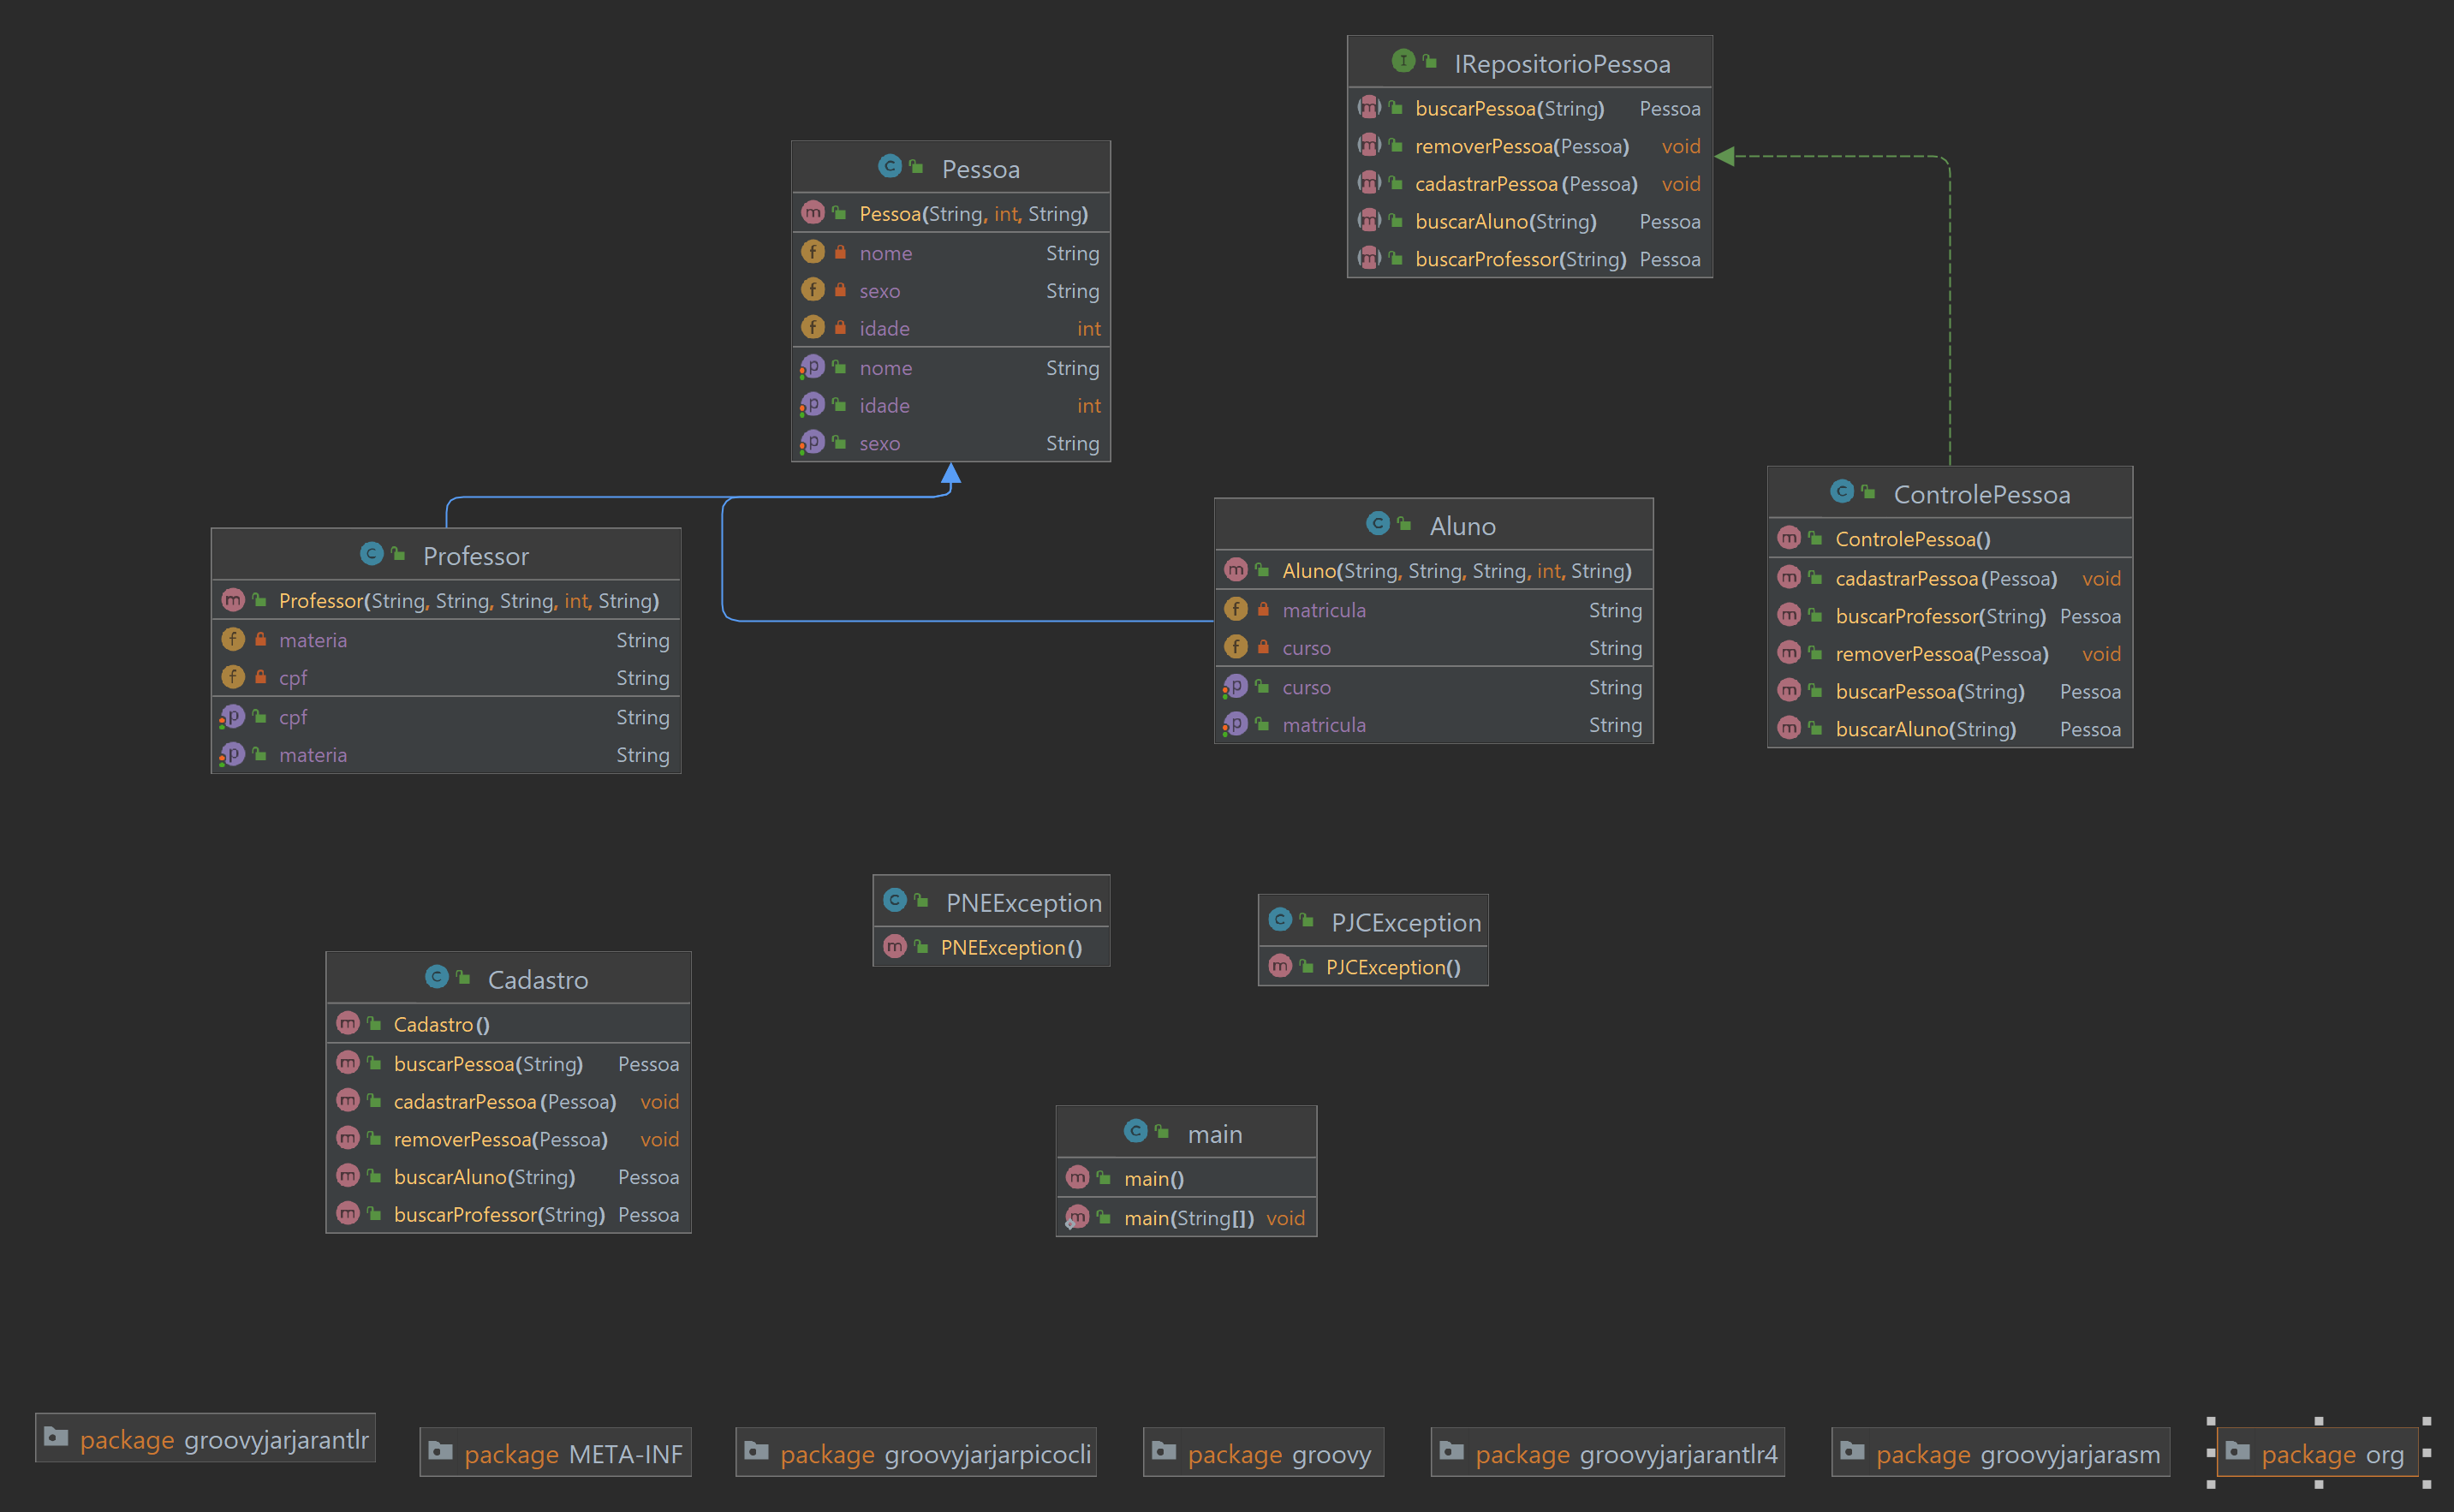 IRepositorioPessoa
buscarPessoa(String) Pessoa
removerPessoa(Pessoa) void
cadastrarPessoa(Pessoa) void
buscarAluno(String) Pessoa
buscarProfessor(String) Pessoa
Pessoa
Pessoa(String, int, String)
nome String
sexo String
idade int
nome String
idade int
sexo String
Professor
Professor(String, String, String, int, String)
materia String
cpf String
cpf String
materia String
Aluno
Aluno(String, String, String, int, String)
matricula String
curso String
curso String
matricula String
ControlePessoa
ControlePessoa()
cadastrarPessoa(Pessoa) void
buscarProfessor(String) Pessoa
removerPessoa(Pessoa) void
buscarPessoa(String) Pessoa
buscarAluno(String) Pessoa
PNEException
PNEException()
PJCException
PJCException()
Cadastro
Cadastro()
buscarPessoa(String) Pessoa
cadastrarPessoa(Pessoa) void
removerPessoa(Pessoa) void
buscarAluno(String) Pessoa
buscarProfessor(String) Pessoa
main
main()
main(String[]) void
package groovyjarjarantlr
package META-INF
package groovyjarjarpicocli
package groovy
package groovyjarjarantlr4
package groovyjarjarasm
package org